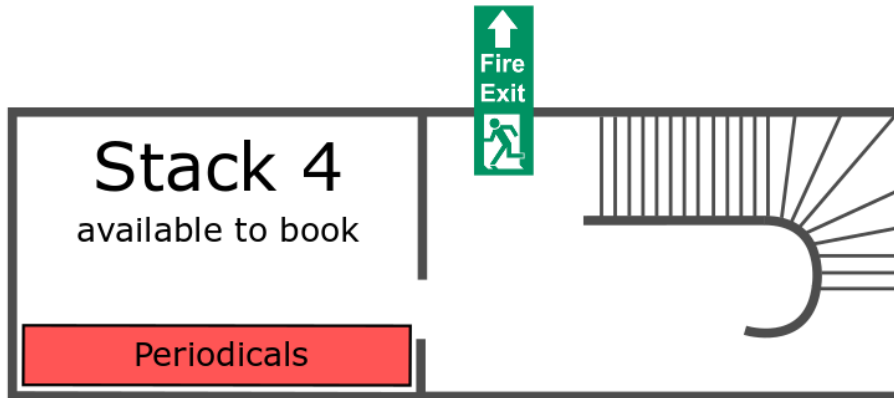 Fire
Exit
Stack 4
available to book
Periodicals